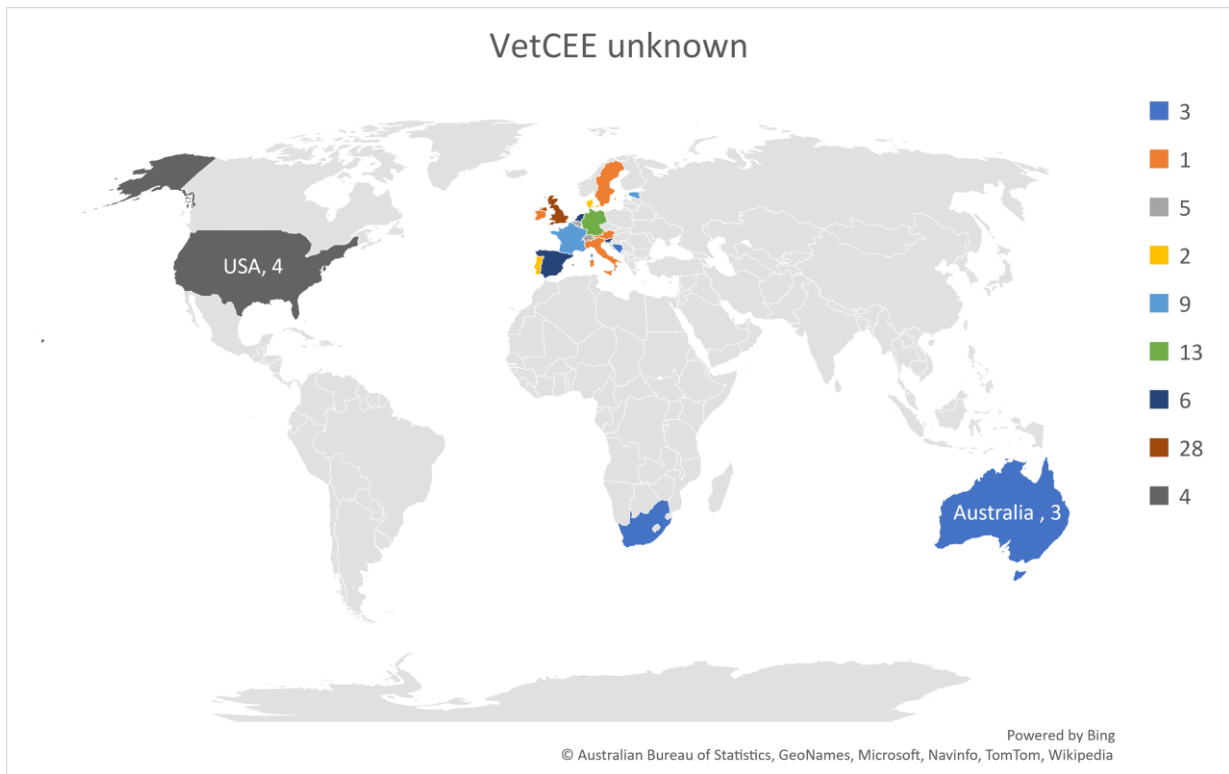 VetCEE unknown
3
1
5
2
9
13
6
28
4
USA, 4
Australia , 3
Powered by Bing
© Australian Bureau of Statistics, GeoNames, Microsoft, Navinfo, TomTom, Wikipedia